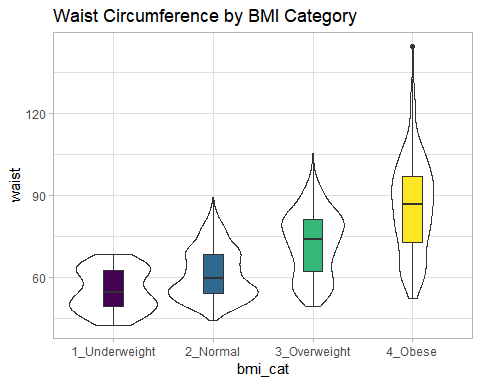 Waist Circumference by BMI Category
120
90
60
waist
1_Underweight
2_Normal
3_Overweight
4_Obese
bmi_cat